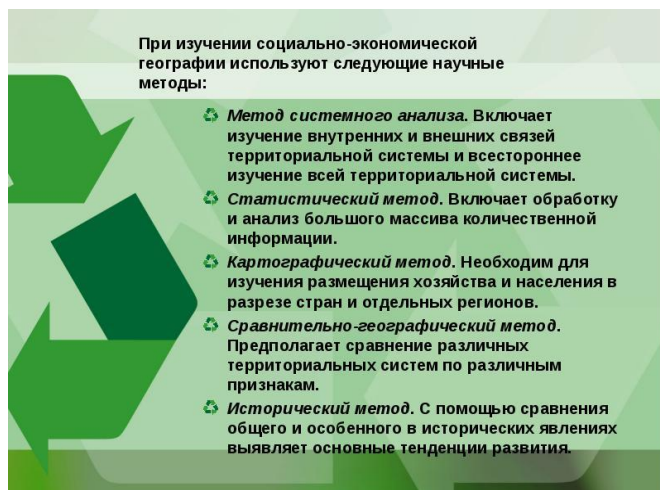 При изучении социально-экономической
географии используют следующие научные
методы:
Метод системного анализа. Включает
изучение внутренних и внешних связей
территориальной системы и всестороннее
изучение всей территориальной системы.
Статистический метод. Включает обработку
и анализ большого массива количественной
информации.
Картографический метод. Необходим для
изучения размещения хозяйства и населения в
разрезе стран и отдельных регионов.
Сравнительно-географический метод.
Предполагает сравнение различных
территориальных систем по различным
признакам.
Исторический метод. С помощью сравнения
общего и особенного в исторических явлениях
выявляет основные тенденции развития.